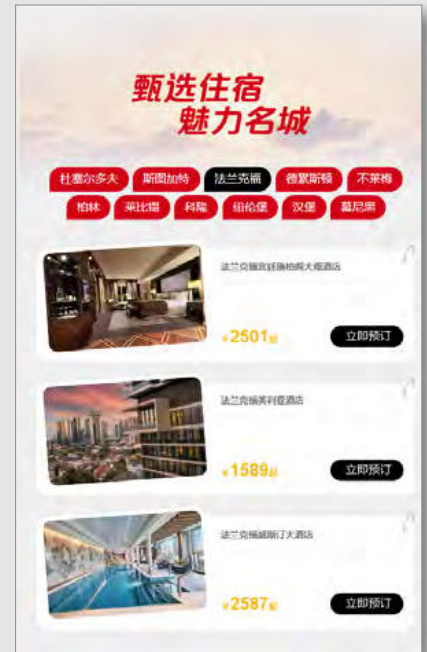 甄选住宿
魅力名城
杜塞尔多夫 斯图加特 法兰克福 德累斯顿 不莱梅
柏林 莱比锡 科隆 纽伦堡 汉堡 慕尼黑
法兰克福宫廷施柏阁大观酒店
¥2501起
立即预订
法兰克福美利亚酒店
¥1589起
立即预订
法兰克福威斯汀大酒店
¥2587起
立即预订